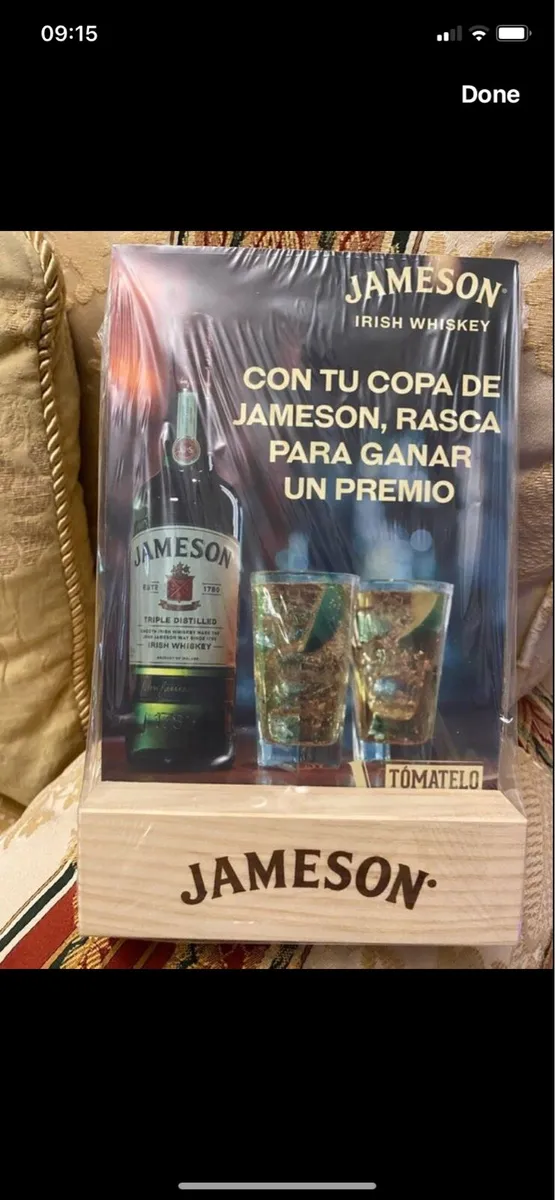 09:15
Done
JAMESON
IRISH WHISKEY
CON TU COPA DE
JAMESON, RASCA
PARA GANAR
UN PREMIO
JAMESON
ESTD 1780
TRIPLE DISTILLED
IRISH WHISKEY
TÓMATELO
JAMESON